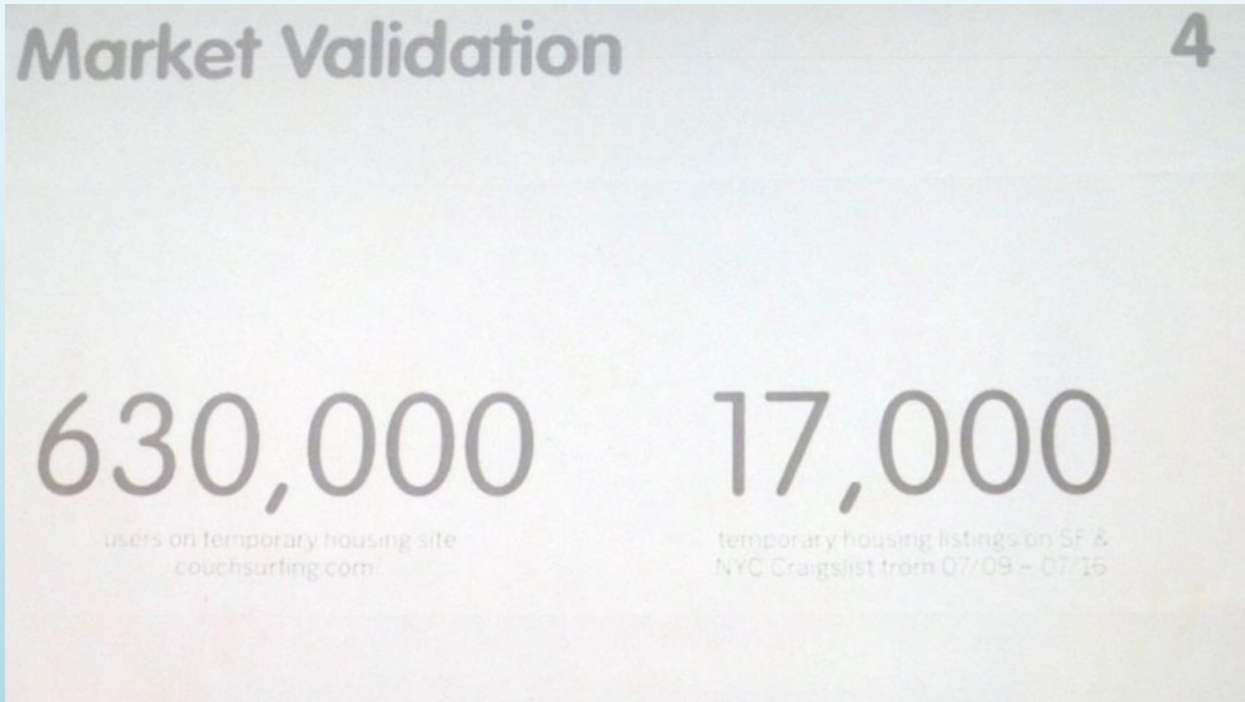 Market Validation
4
630,000
17,000
users on temporary housing site
couchsurfing.com
temporary housing listings on SF &
NYC Craigslist from 07/09 – 07/16